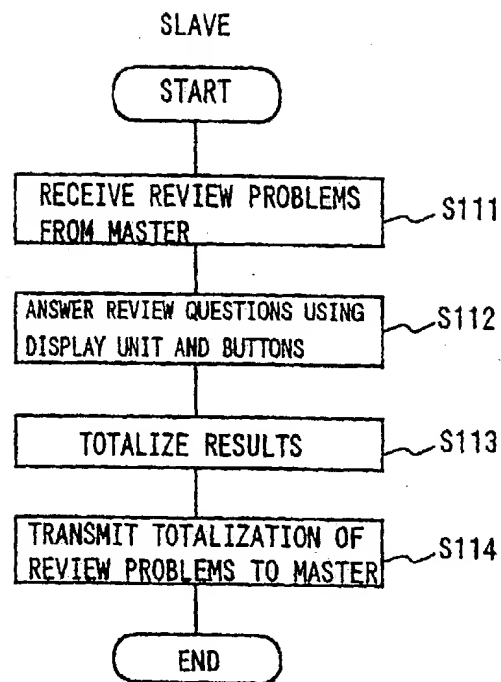 SLAVE
START
RECEIVE REVIEW PROBLEMS
FROM MASTER
S111
ANSWER REVIEW QUESTIONS USING
DISPLAY UNIT AND BUTTONS
S112
TOTALIZE RESULTS
S113
TRANSMIT TOTALIZATION OF
REVIEW PROBLEMS TO MASTER
S114
END